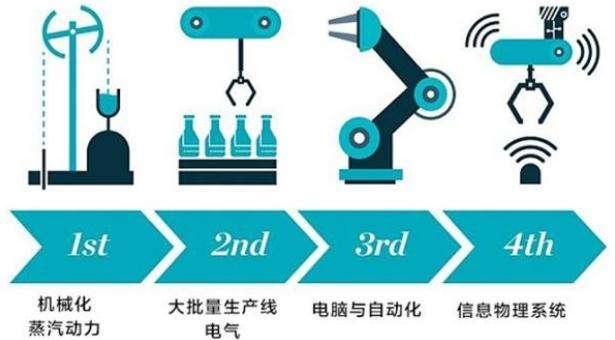 1st
2nd
3rd
4th
机械化
蒸汽动力
大批量生产线
电气
电脑与自动化
信息物理系统